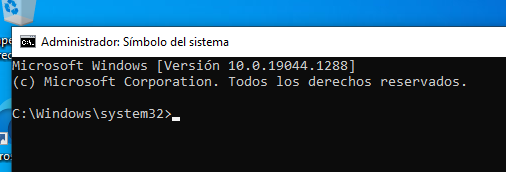 Administrador: Símbolo del sistema
Microsoft Windows [Versión 10.0.19044.1288]
(c) Microsoft Corporation. Todos los derechos reservados.
C:\Windows\system32>